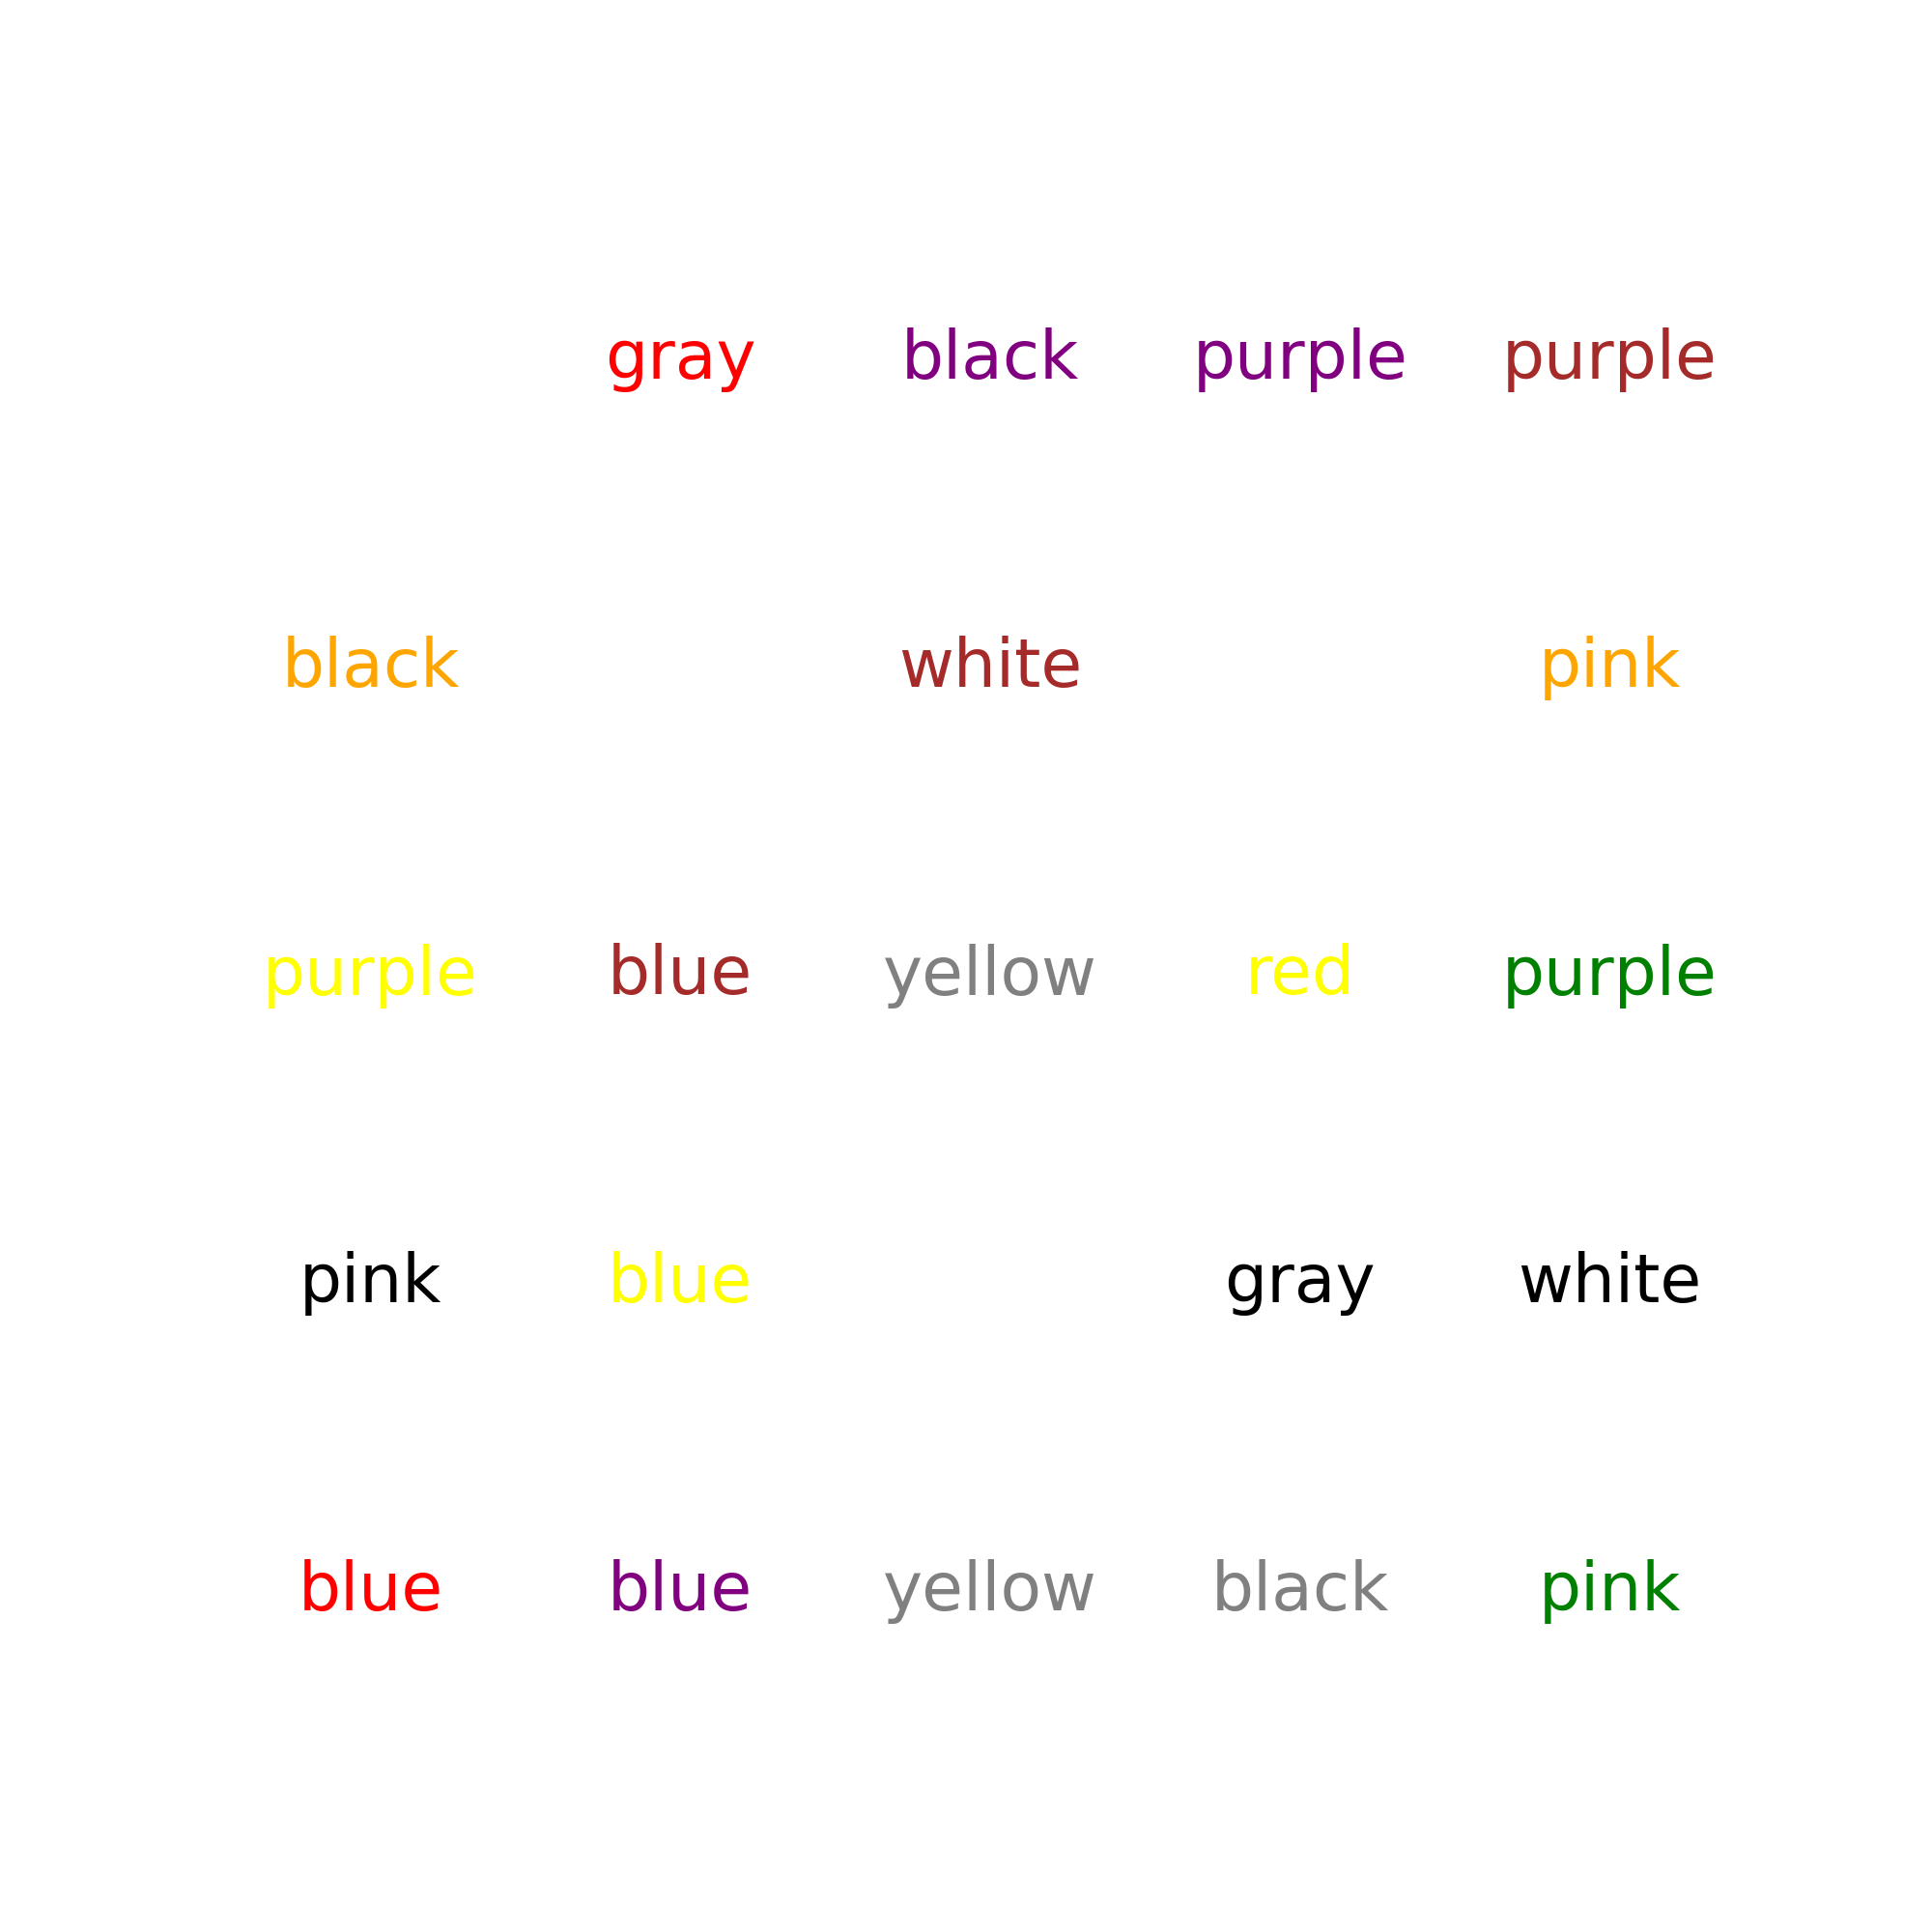 gray black purple purple
black white pink
purple blue yellow red purple
pink blue gray white
blue blue yellow black pink